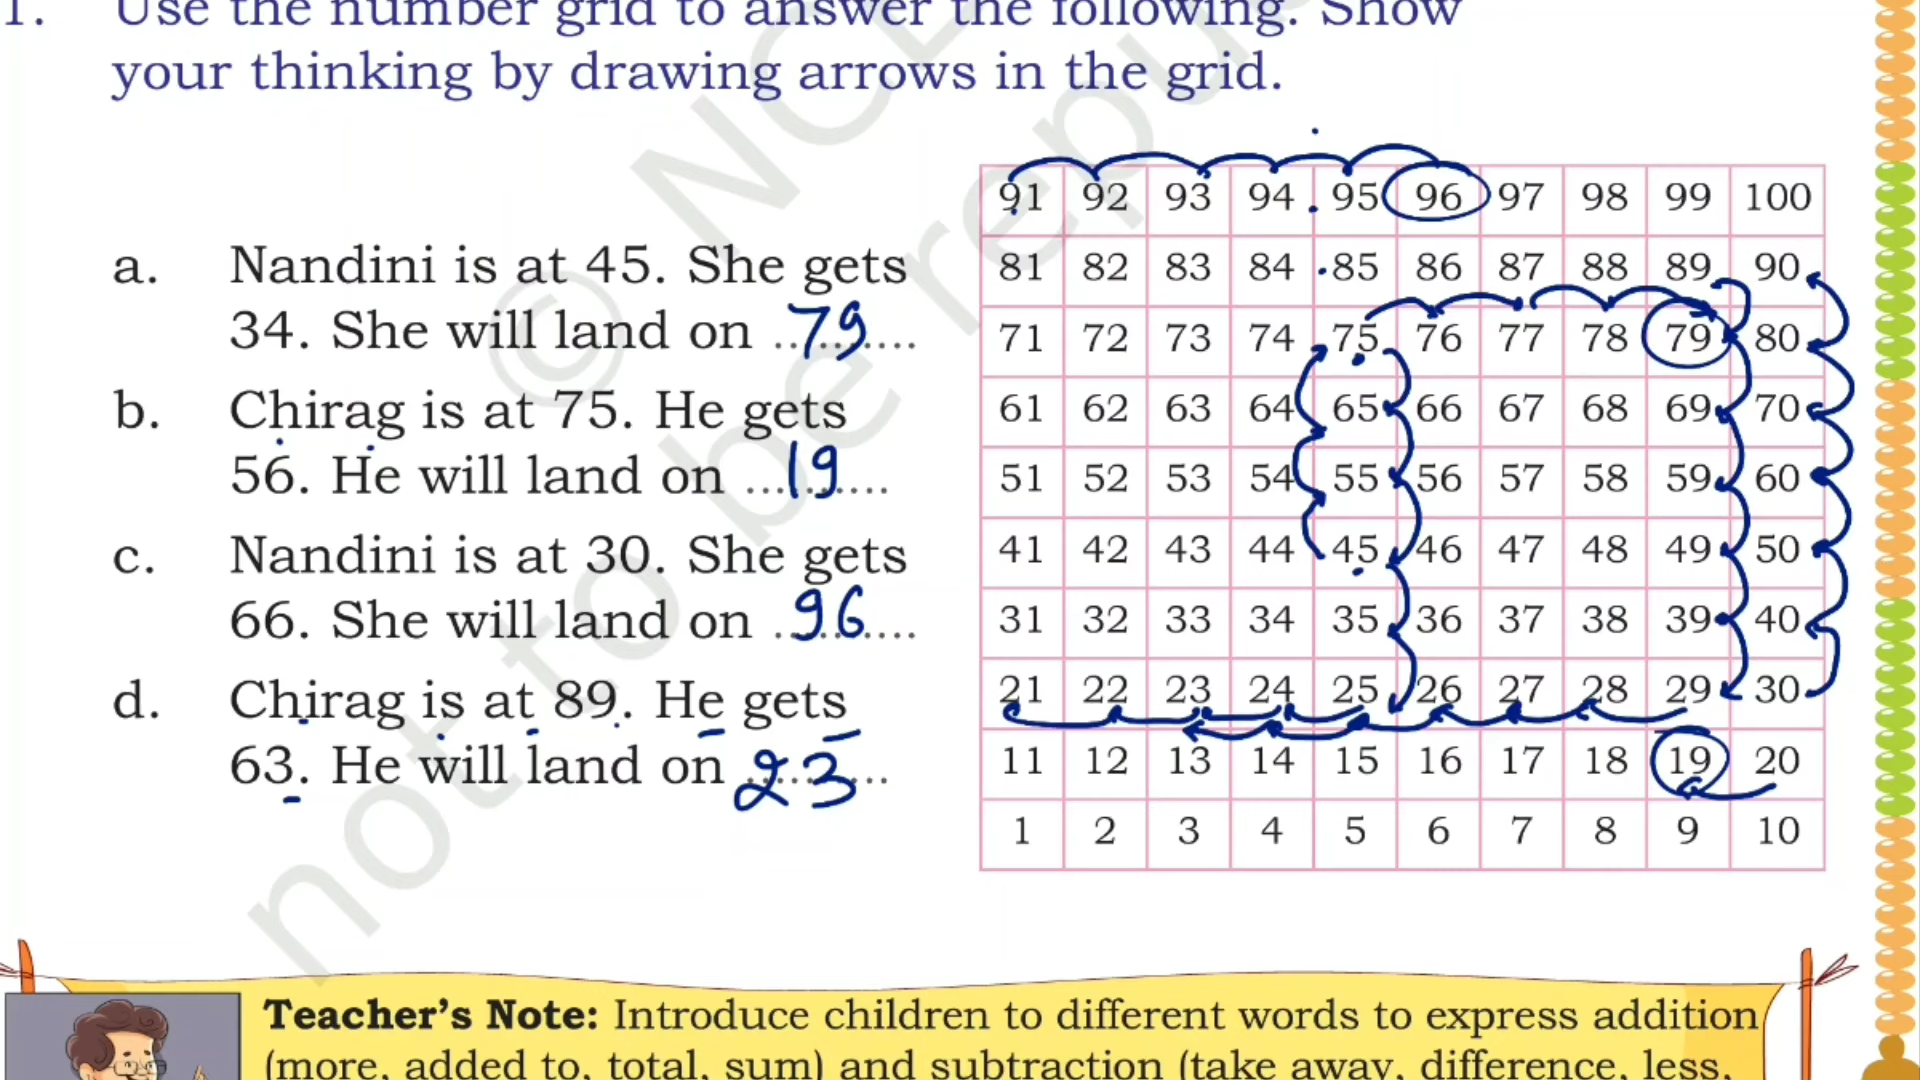 1. Use the number grid to answer the following. Show
your thinking by drawing arrows in the grid.
a. Nandini is at 45. She gets
34. She will land on .......... 79
b. Chirag is at 75. He gets
56. He will land on .......... 19
c. Nandini is at 30. She gets
66. She will land on .......... 96
d. Chirag is at 89. He gets
63. He will land on .......... 23
91 92 93 94 95 96 97 98 99 100
81 82 83 84 85 86 87 88 89 90
71 72 73 74 75 76 77 78 79 80
61 62 63 64 65 66 67 68 69 70
51 52 53 54 55 56 57 58 59 60
41 42 43 44 45 46 47 48 49 50
31 32 33 34 35 36 37 38 39 40
21 22 23 24 25 26 27 28 29 30
11 12 13 14 15 16 17 18 19 20
1 2 3 4 5 6 7 8 9 10
Teacher's Note: Introduce children to different words to express addition
(more, added to, total, sum) and subtraction (take away, difference, less,
© NCE
not to be repu